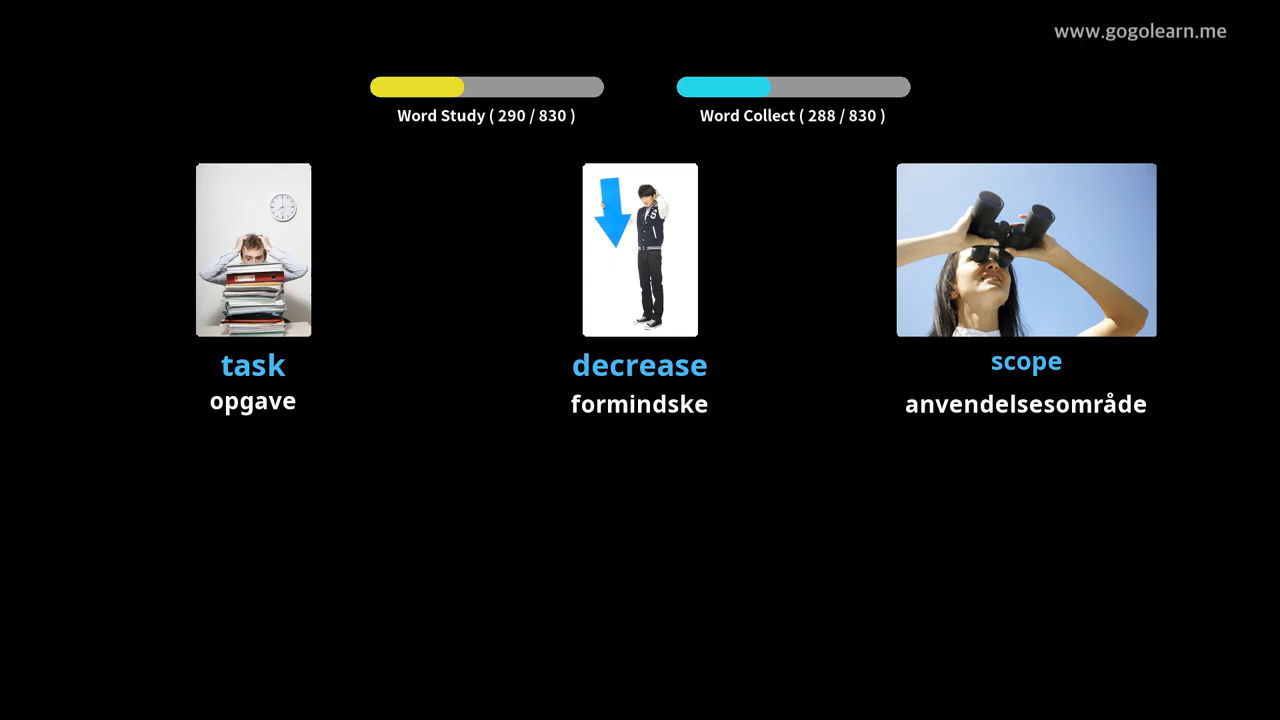 www.gogolearn.me
Word Study ( 290 / 830 )
Word Collect ( 288 / 830 )
task
opgave
decrease
formindske
scope
anvendelsesområde